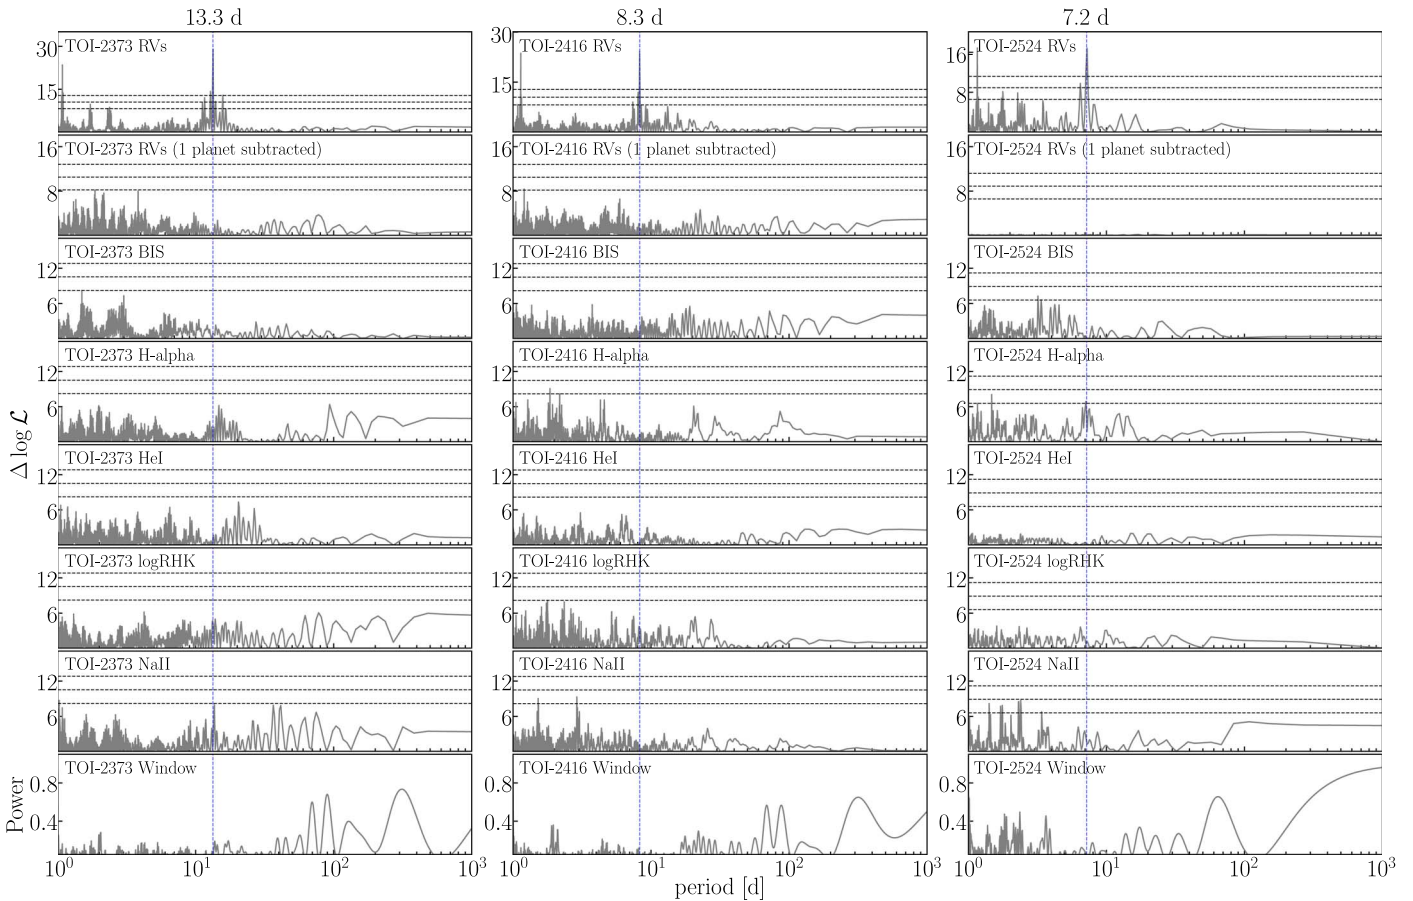 13.3 d 8.3 d 7.2 d
TOI-2373 RVs TOI-2416 RVs TOI-2524 RVs
30 15 30 15 16 8
TOI-2373 RVs (1 planet subtracted) TOI-2416 RVs (1 planet subtracted) TOI-2524 RVs (1 planet subtracted)
16 8 16 8 16 8
TOI-2373 BIS TOI-2416 BIS TOI-2524 BIS
12 6 12 6 12 6
TOI-2373 H-alpha TOI-2416 H-alpha TOI-2524 H-alpha
12 6 12 6 12 6
Δ log ℒ
TOI-2373 HeI TOI-2416 HeI TOI-2524 HeI
12 6 12 6 12 6
TOI-2373 logRHK TOI-2416 logRHK TOI-2524 logRHK
12 6 12 6 12 6
TOI-2373 NaII TOI-2416 NaII TOI-2524 NaII
12 6 12 6 12 6
TOI-2373 Window TOI-2416 Window TOI-2524 Window
Power
0.8 0.4 0.8 0.4 0.8 0.4
10⁰ 10¹ 10² 10³ 10⁰ 10¹ 10² 10³ 10⁰ 10¹ 10² 10³
period [d]